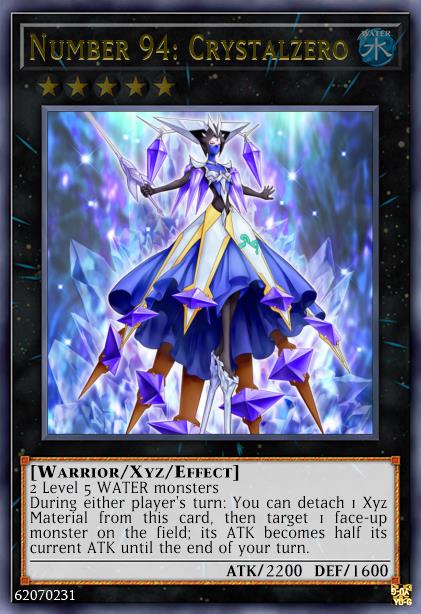 Number 94: Crystalzero
WATER
水
[Warrior/Xyz/Effect]
2 Level 5 WATER monsters
During either player's turn: You can detach 1 Xyz
Material from this card, then target 1 face-up
monster on the field; its ATK becomes half its
current ATK until the end of your turn.
ATK/2200 DEF/1600
62070231